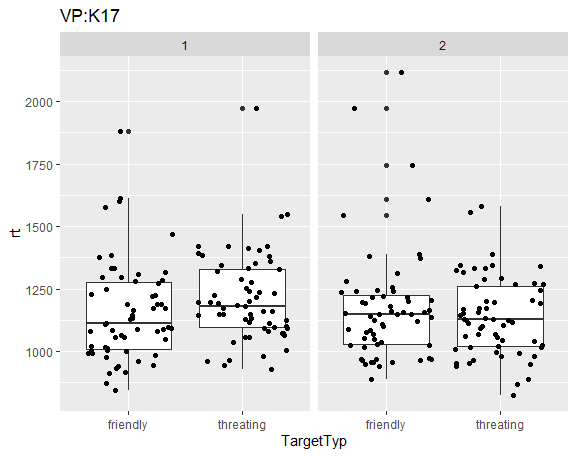 VP:K17
1 2
rt
2000
1750
1500
1250
1000
friendly threating friendly threating
TargetTyp